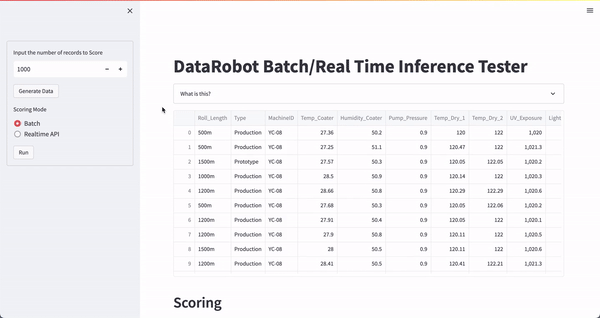 Input the number of records to Score
1000 − +
Generate Data
Scoring Mode
Batch
Realtime API
Run
DataRobot Batch/Real Time Inference Tester
What is this?
Roll_Length Type MachineID Temp_Coater Humidity_Coater Pump_Pressure Temp_Dry_1 Temp_Dry_2 UV_Exposure Light
0 500m Production YC-08 27.36 50.2 0.9 120 122 1,020
1 500m Production YC-08 27.25 51.1 0.9 120.47 122 1,021.3
2 1500m Prototype YC-08 27.57 50.3 0.9 120.05 122.05 1,020.2
3 1000m Production YC-08 28.5 50.9 0.9 120.14 122 1,020.3
4 1200m Production YC-08 28.66 50.8 0.9 120.29 122.29 1,020.6
5 500m Production YC-08 27.68 50.3 0.9 120.05 122.06 1,020.2
6 1200m Production YC-08 27.91 50.4 0.9 120.05 122 1,020.1
7 1200m Production YC-08 27.9 50.8 0.9 120.11 122 1,020.5
8 1500m Production YC-08 28 50.5 0.9 120.11 122 1,020.6
9 1200m Production YC-08 28.41 50.5 0.9 120.41 122.21 1,021.3
Scoring